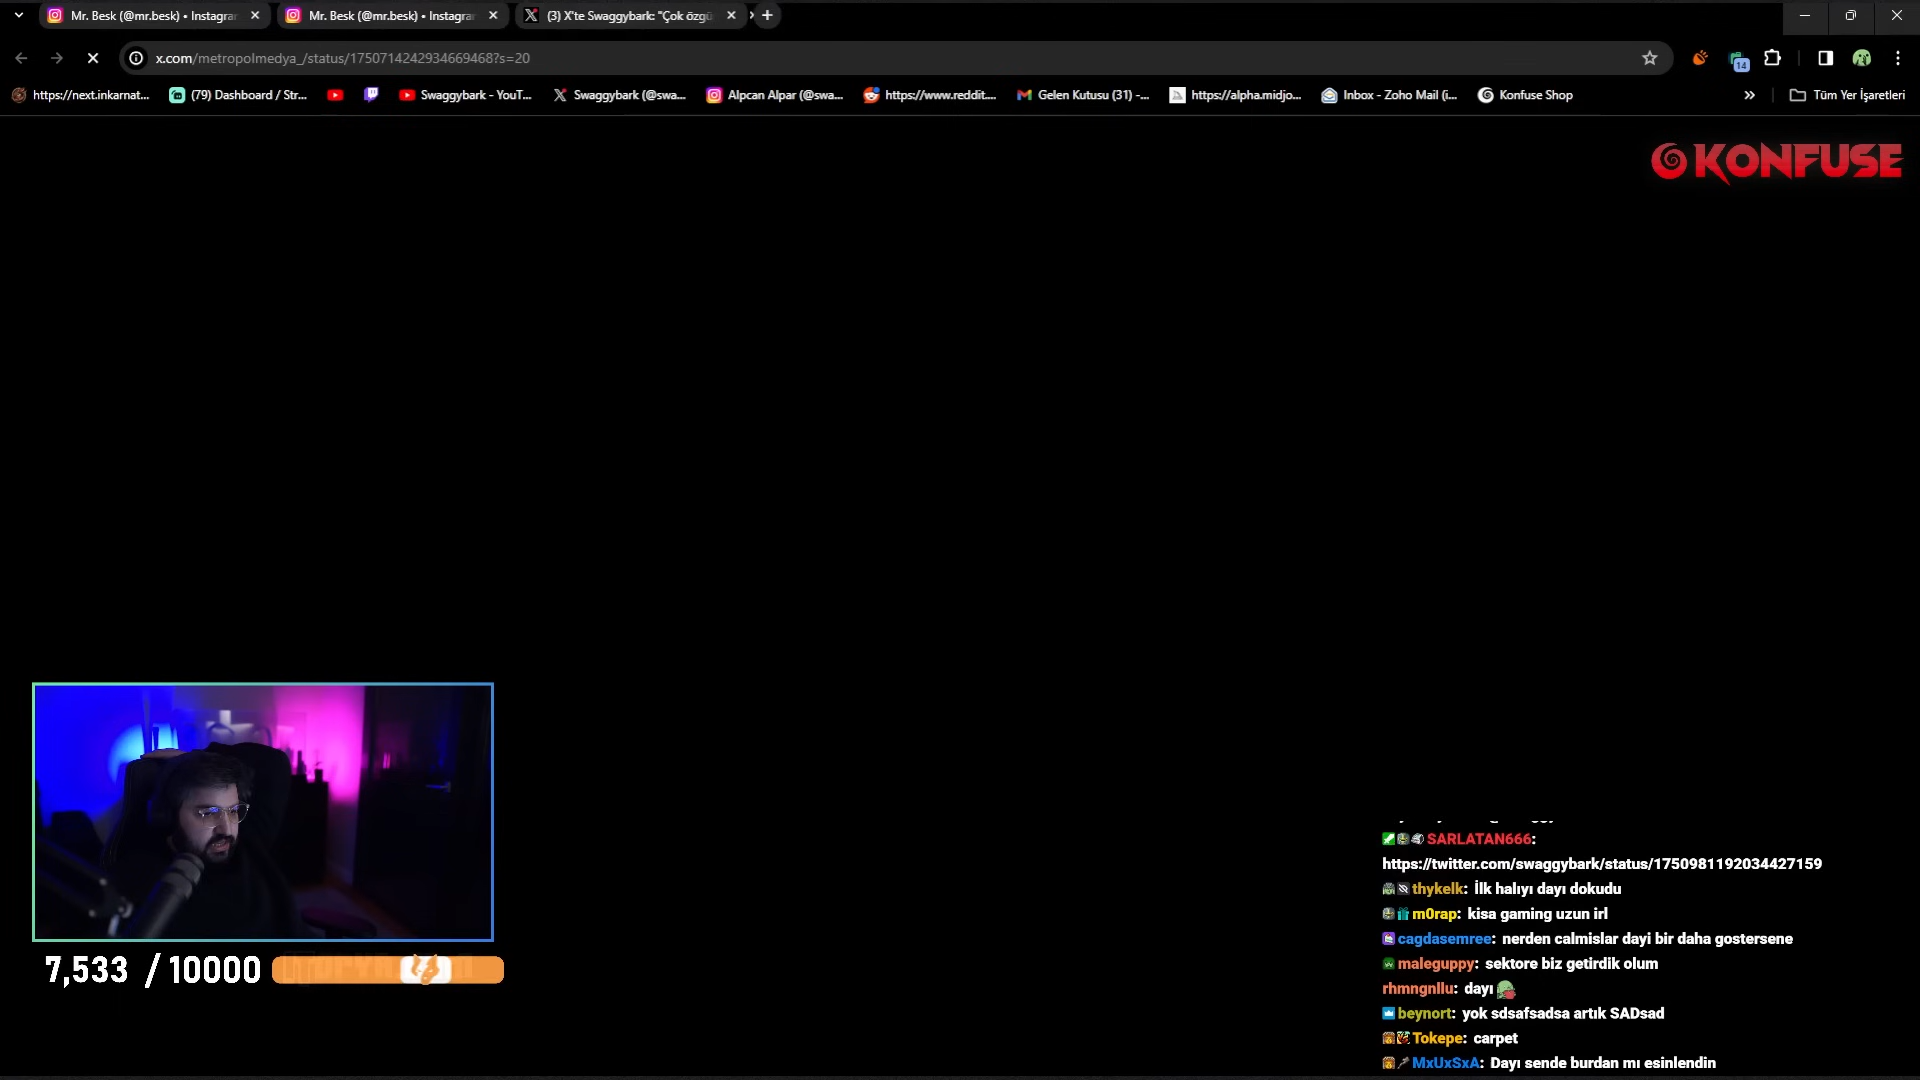 Mr. Besk (@mr.besk) • Instagra
Mr. Besk (@mr.besk) • Instagra
(3) X'te Swaggybark: "Çok özgü
x.com/metropolmedya_/status/1750714242934669468?s=20
14
https://next.inkarnat...
(79) Dashboard / Str...
Swaggybark - YouT...
Swaggybark (@swa...
Alpcan Alpar (@swa...
https://www.reddit....
Gelen Kutusu (31) -...
https://alpha.midjo...
Inbox - Zoho Mail (i...
Konfuse Shop
Tüm Yer İşaretleri
KONFUSE
SARLATAN666:
https://twitter.com/swaggybark/status/1750981192034427159
thykelk: İlk halıyı dayı dokudu
m0rap: kisa gaming uzun irl
cagdasemree: nerden calmislar dayi bir daha gostersene
maleguppy: sektore biz getirdik olum
rhmngnllu: dayı
beynort: yok sdsafsadsa artık SADsad
Tokepe: carpet
MxUxSxA: Dayı sende burdan mı esinlendin
7,533 / 10000